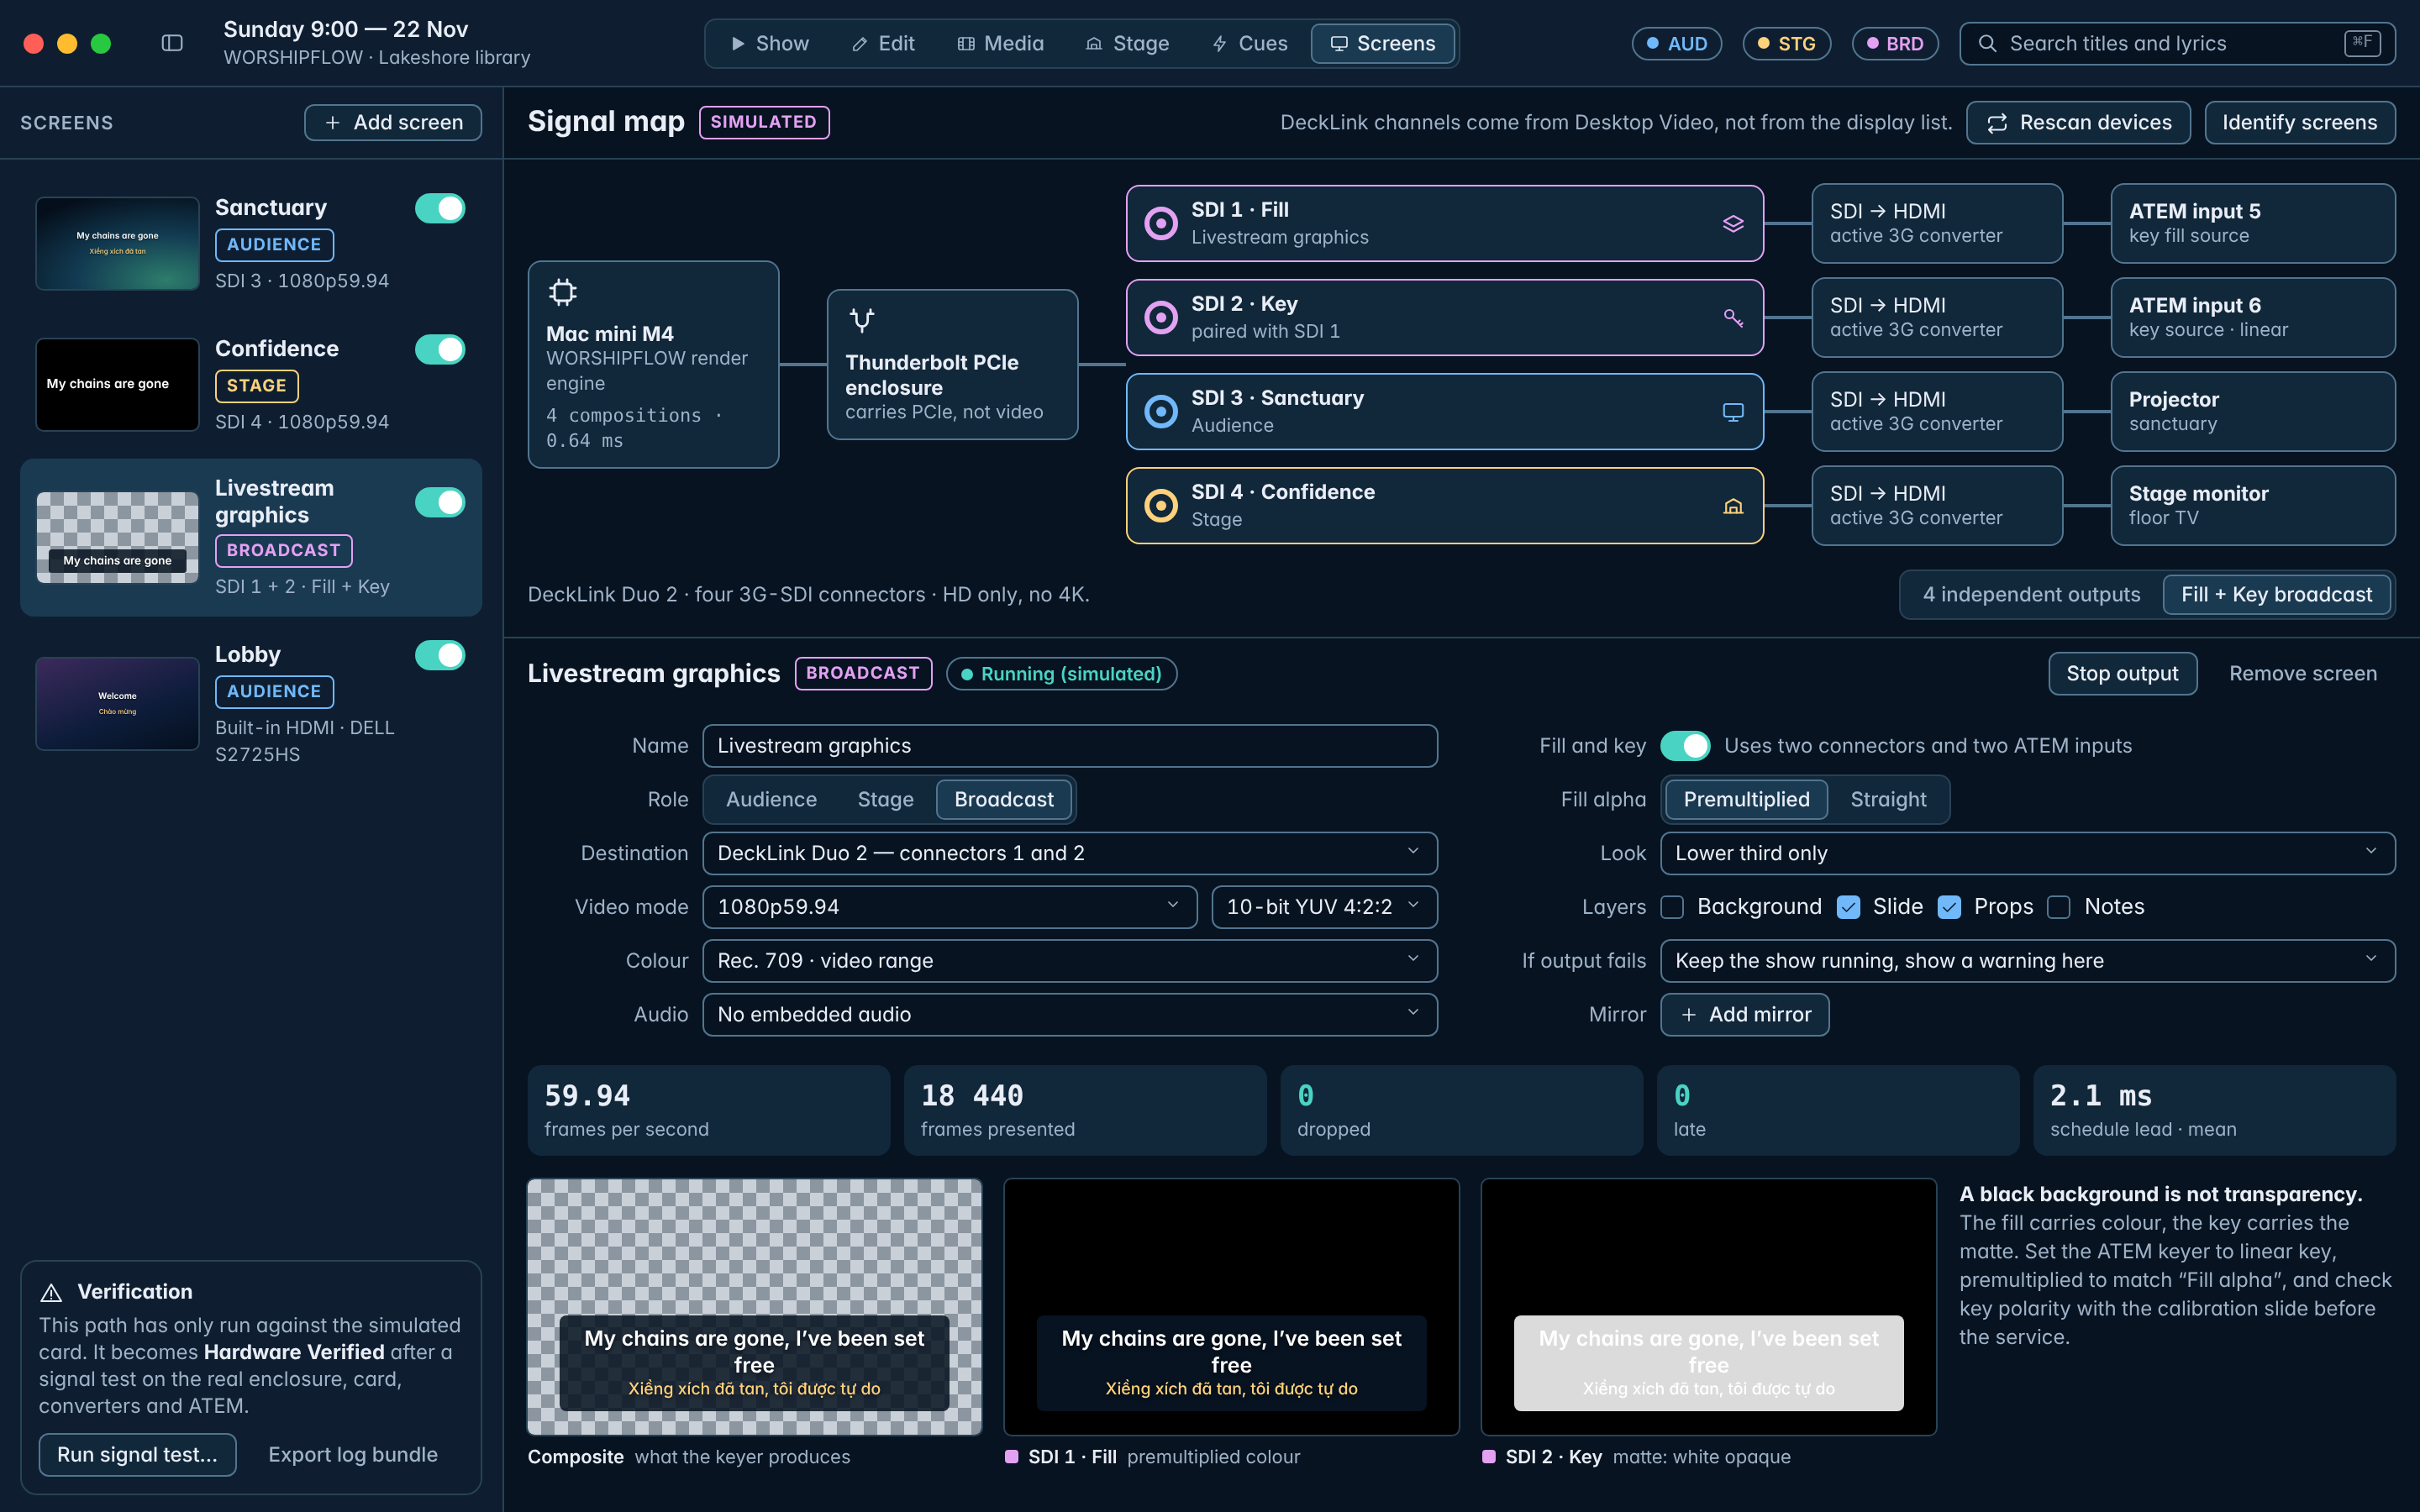 Sunday 9:00 — 22 Nov
WORSHIPFLOW · Lakeshore library
Show
Edit
Media
Stage
Cues
Screens
AUD
STG
BRD
Search titles and lyrics
⌘F
SCREENS
+ Add screen
My chains are gone
Xiềng xích đã tan
Sanctuary
AUDIENCE
SDI 3 · 1080p59.94
My chains are gone
Confidence
STAGE
SDI 4 · 1080p59.94
My chains are gone
Livestream
graphics
BROADCAST
SDI 1 + 2 · Fill + Key
Welcome
Chào mừng
Lobby
AUDIENCE
Built-in HDMI · DELL
S2725HS
Verification
This path has only run against the simulated
card. It becomes Hardware Verified after a
signal test on the real enclosure, card,
converters and ATEM.
Run signal test…
Export log bundle
Signal map
SIMULATED
DeckLink channels come from Desktop Video, not from the display list.
Rescan devices
Identify screens
Mac mini M4
WORSHIPFLOW render
engine
4 compositions ·
0.64 ms
Thunderbolt PCIe
enclosure
carries PCIe, not video
SDI 1 · Fill
Livestream graphics
SDI → HDMI
active 3G converter
ATEM input 5
key fill source
SDI 2 · Key
paired with SDI 1
SDI → HDMI
active 3G converter
ATEM input 6
key source · linear
SDI 3 · Sanctuary
Audience
SDI → HDMI
active 3G converter
Projector
sanctuary
SDI 4 · Confidence
Stage
SDI → HDMI
active 3G converter
Stage monitor
floor TV
DeckLink Duo 2 · four 3G-SDI connectors · HD only, no 4K.
4 independent outputs
Fill + Key broadcast
Livestream graphics
BROADCAST
Running (simulated)
Stop output
Remove screen
Name
Livestream graphics
Role
Audience
Stage
Broadcast
Destination
DeckLink Duo 2 — connectors 1 and 2
Video mode
1080p59.94
10-bit YUV 4:2:2
Colour
Rec. 709 · video range
Audio
No embedded audio
Fill and key
Uses two connectors and two ATEM inputs
Fill alpha
Premultiplied
Straight
Look
Lower third only
Layers
Background
Slide
Props
Notes
If output fails
Keep the show running, show a warning here
Mirror
+ Add mirror
59.94
frames per second
18 440
frames presented
0
dropped
0
late
2.1 ms
schedule lead · mean
My chains are gone, I’ve been set
free
Xiềng xích đã tan, tôi được tự do
Composite what the keyer produces
My chains are gone, I’ve been set
free
Xiềng xích đã tan, tôi được tự do
SDI 1 · Fill premultiplied colour
My chains are gone, I’ve been set
free
Xiềng xích đã tan, tôi được tự do
SDI 2 · Key matte: white opaque
A black background is not transparency.
The fill carries colour, the key carries the
matte. Set the ATEM keyer to linear key,
premultiplied to match “Fill alpha”, and check
key polarity with the calibration slide before
the service.